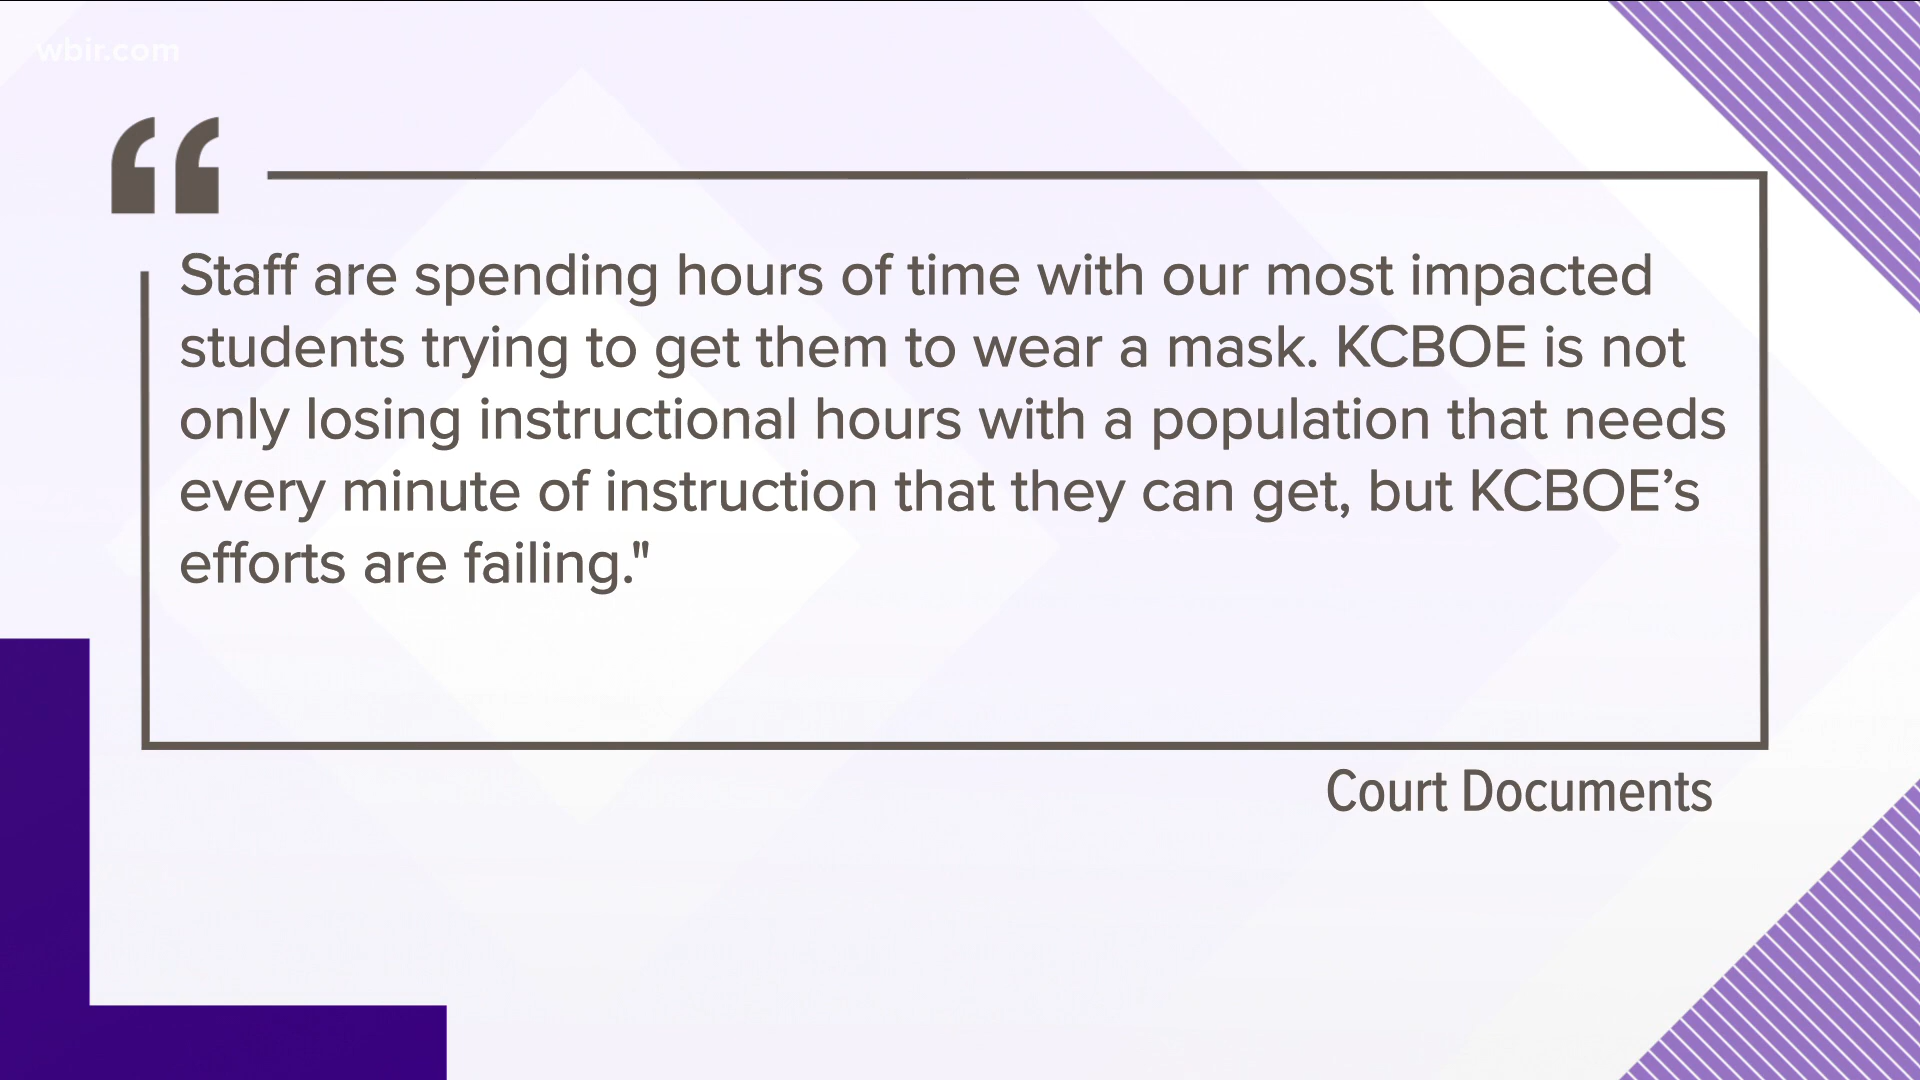 wbir.com
“
Staff are spending hours of time with our most impacted
students trying to get them to wear a mask. KCBOE is not
only losing instructional hours with a population that needs
every minute of instruction that they can get, but KCBOE’s
efforts are failing."
Court Documents